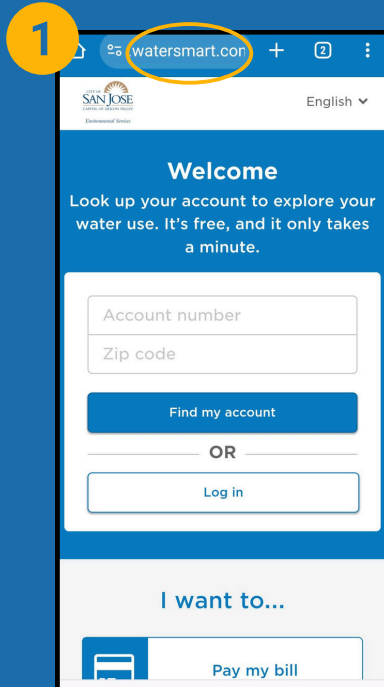 1
watersmart.con
2
CITY OF
SAN JOSE
CAPITAL OF SILICON VALLEY
Environmental Services
English
Welcome
Look up your account to explore your
water use. It's free, and it only takes
a minute.
Account number
Zip code
Find my account
OR
Log in
I want to...
Pay my bill